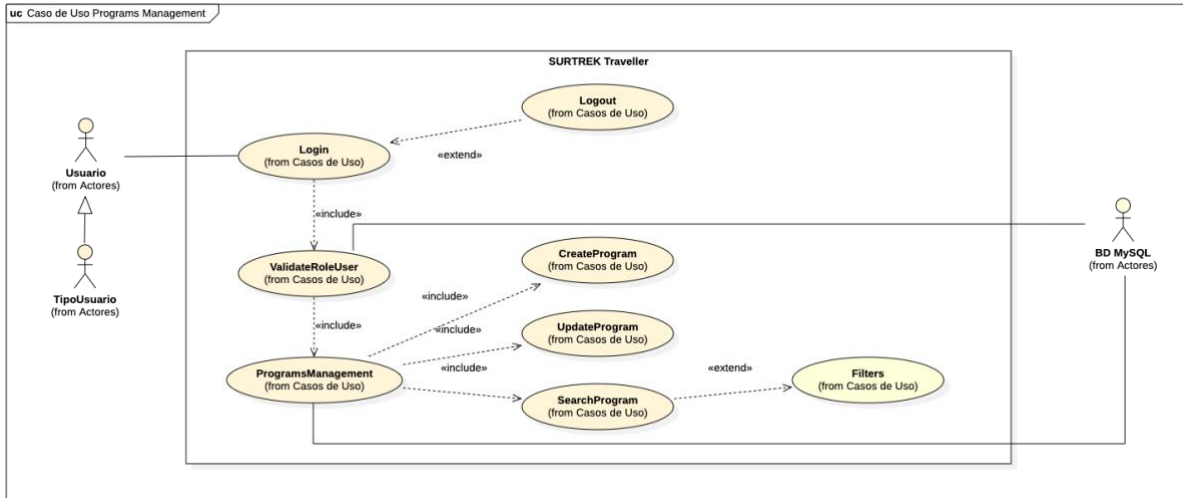 uc Caso de Uso Programs Management
SURTREK Traveller
Logout
(from Casos de Uso)
Login
(from Casos de Uso)
«extend»
Usuario
(from Actores)
«include»
BD MySQL
(from Actores)
CreateProgram
(from Casos de Uso)
ValidateRoleUser
(from Casos de Uso)
TipoUsuario
(from Actores)
«include»
«include»
UpdateProgram
(from Casos de Uso)
«include»
«extend»
ProgramsManagement
(from Casos de Uso)
Filters
(from Casos de Uso)
SearchProgram
(from Casos de Uso)